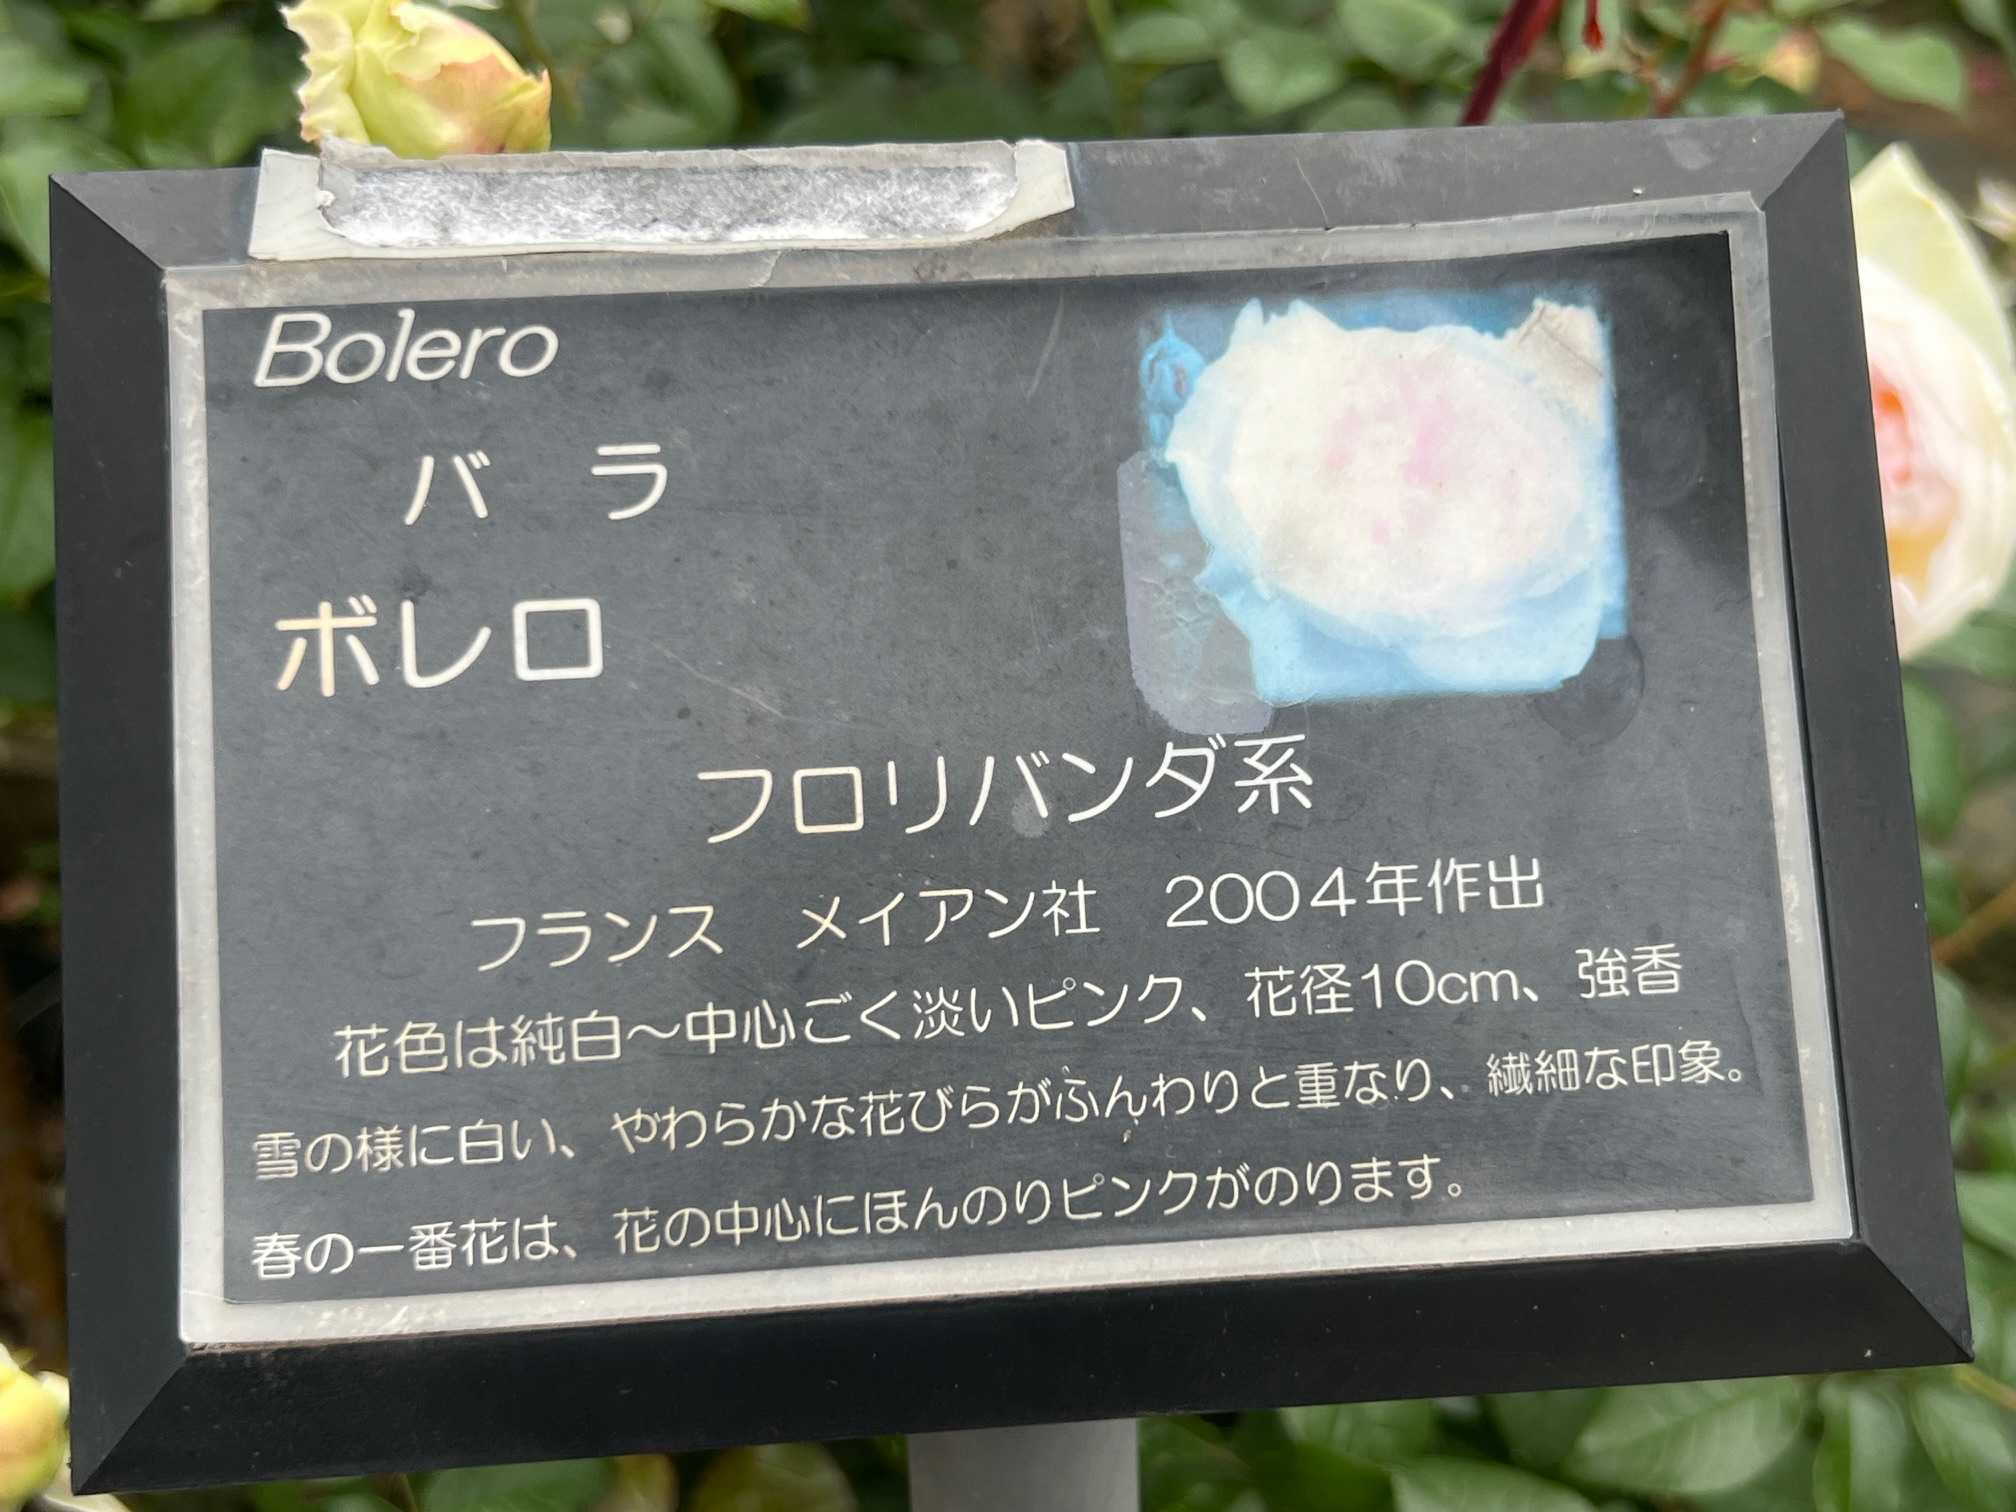 Bolero
バ　ラ
ボレロ
フロリバンダ系
フランス　メイアン社　2004年作出
花色は純白～中心ごく淡いピンク、花径10cm、強香
雪の様に白い、やわらかな花びらがふんわりと重なり、繊細な印象。
春の一番花は、花の中心にほんのりピンクがのります。